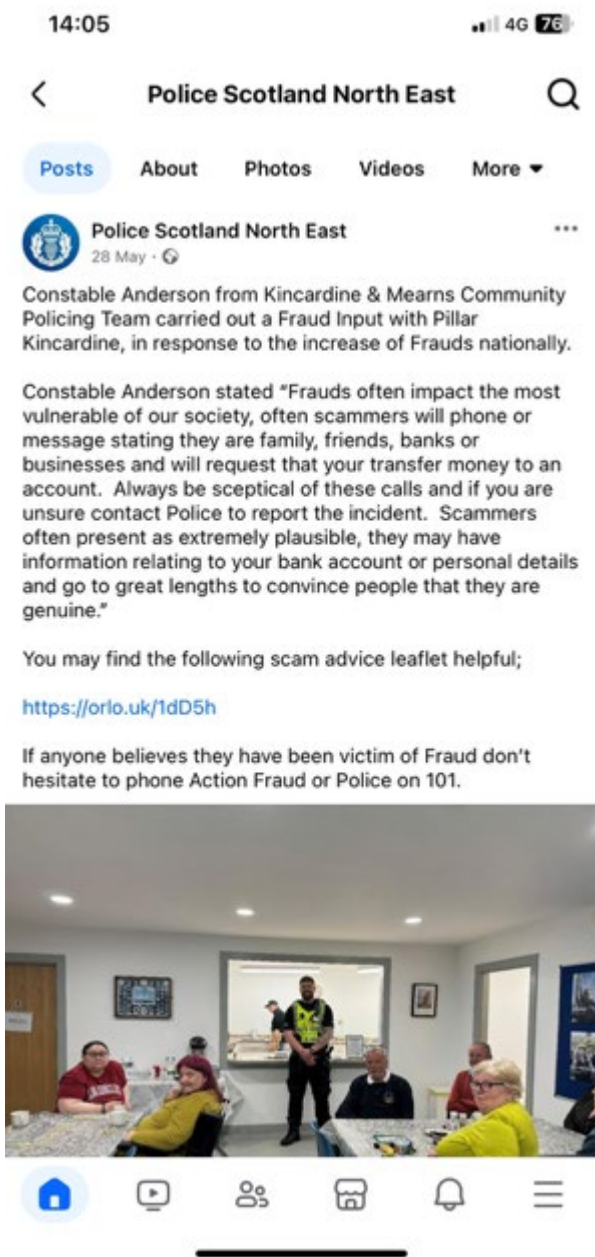 14:05
4G 76
Police Scotland North East
Posts About Photos Videos More
Police Scotland North East
28 May ·
Constable Anderson from Kincardine & Mearns Community
Policing Team carried out a Fraud Input with Pillar
Kincardine, in response to the increase of Frauds nationally.
Constable Anderson stated “Frauds often impact the most
vulnerable of our society, often scammers will phone or
message stating they are family, friends, banks or
businesses and will request that your transfer money to an
account. Always be sceptical of these calls and if you are
unsure contact Police to report the incident. Scammers
often present as extremely plausible, they may have
information relating to your bank account or personal details
and go to great lengths to convince people that they are
genuine.”
You may find the following scam advice leaflet helpful;
https://orlo.uk/1dD5h
If anyone believes they have been victim of Fraud don’t
hesitate to phone Action Fraud or Police on 101.